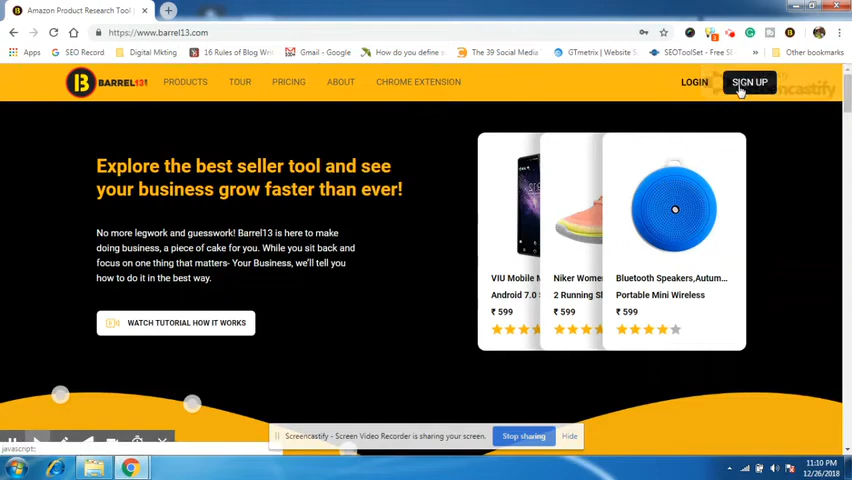 Amazon Product Research Tool |
https://www.barrel13.com
Apps SEO Record Digital Mkting 16 Rules of Blog Wri Gmail - Google How do you define The 39 Social Media GTmetrix | Website S SEOToolSet - Free SE Other bookmarks
BARREL13! PRODUCTS TOUR PRICING ABOUT CHROME EXTENSION LOGIN SIGN UP
Explore the best seller tool and see
your business grow faster than ever!
No more legwork and guesswork! Barrel13 is here to make
doing business, a piece of cake for you. While you sit back and
focus on one thing that matters- Your Business, we'll tell you
how to do it in the best way.
WATCH TUTORIAL HOW IT WORKS
VIU Mobile
Android 7.0
₹ 599
Niker Wome
2 Running S
₹ 599
Bluetooth Speakers,Autum...
Portable Mini Wireless
₹ 599
Screencastify - Screen Video Recorder is sharing your screen. Stop sharing Hide
javascript:
11:10 PM
12/26/2018